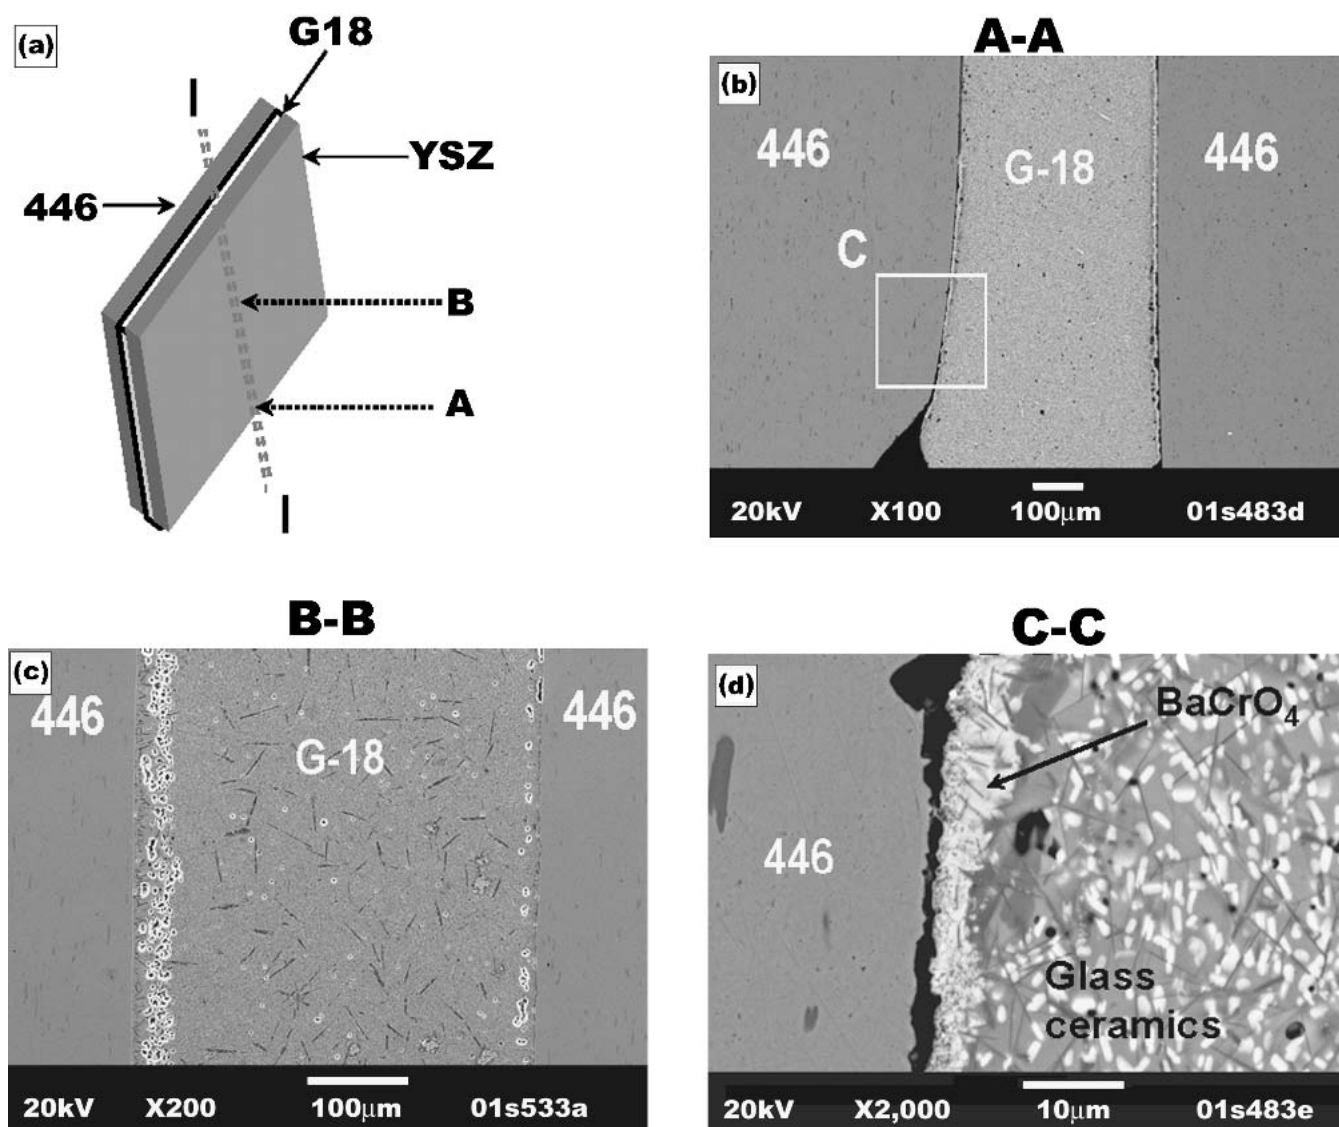 (a)
G18
I
YSZ
446
B
A
I
A-A
(b)
446
G-18
446
C
20kV X100 100μm 01s483d
B-B
(c)
446
G-18
446
20kV X200 100μm 01s533a
C-C
(d)
BaCrO₄
446
Glass
ceramics
20kV X2,000 10μm 01s483e